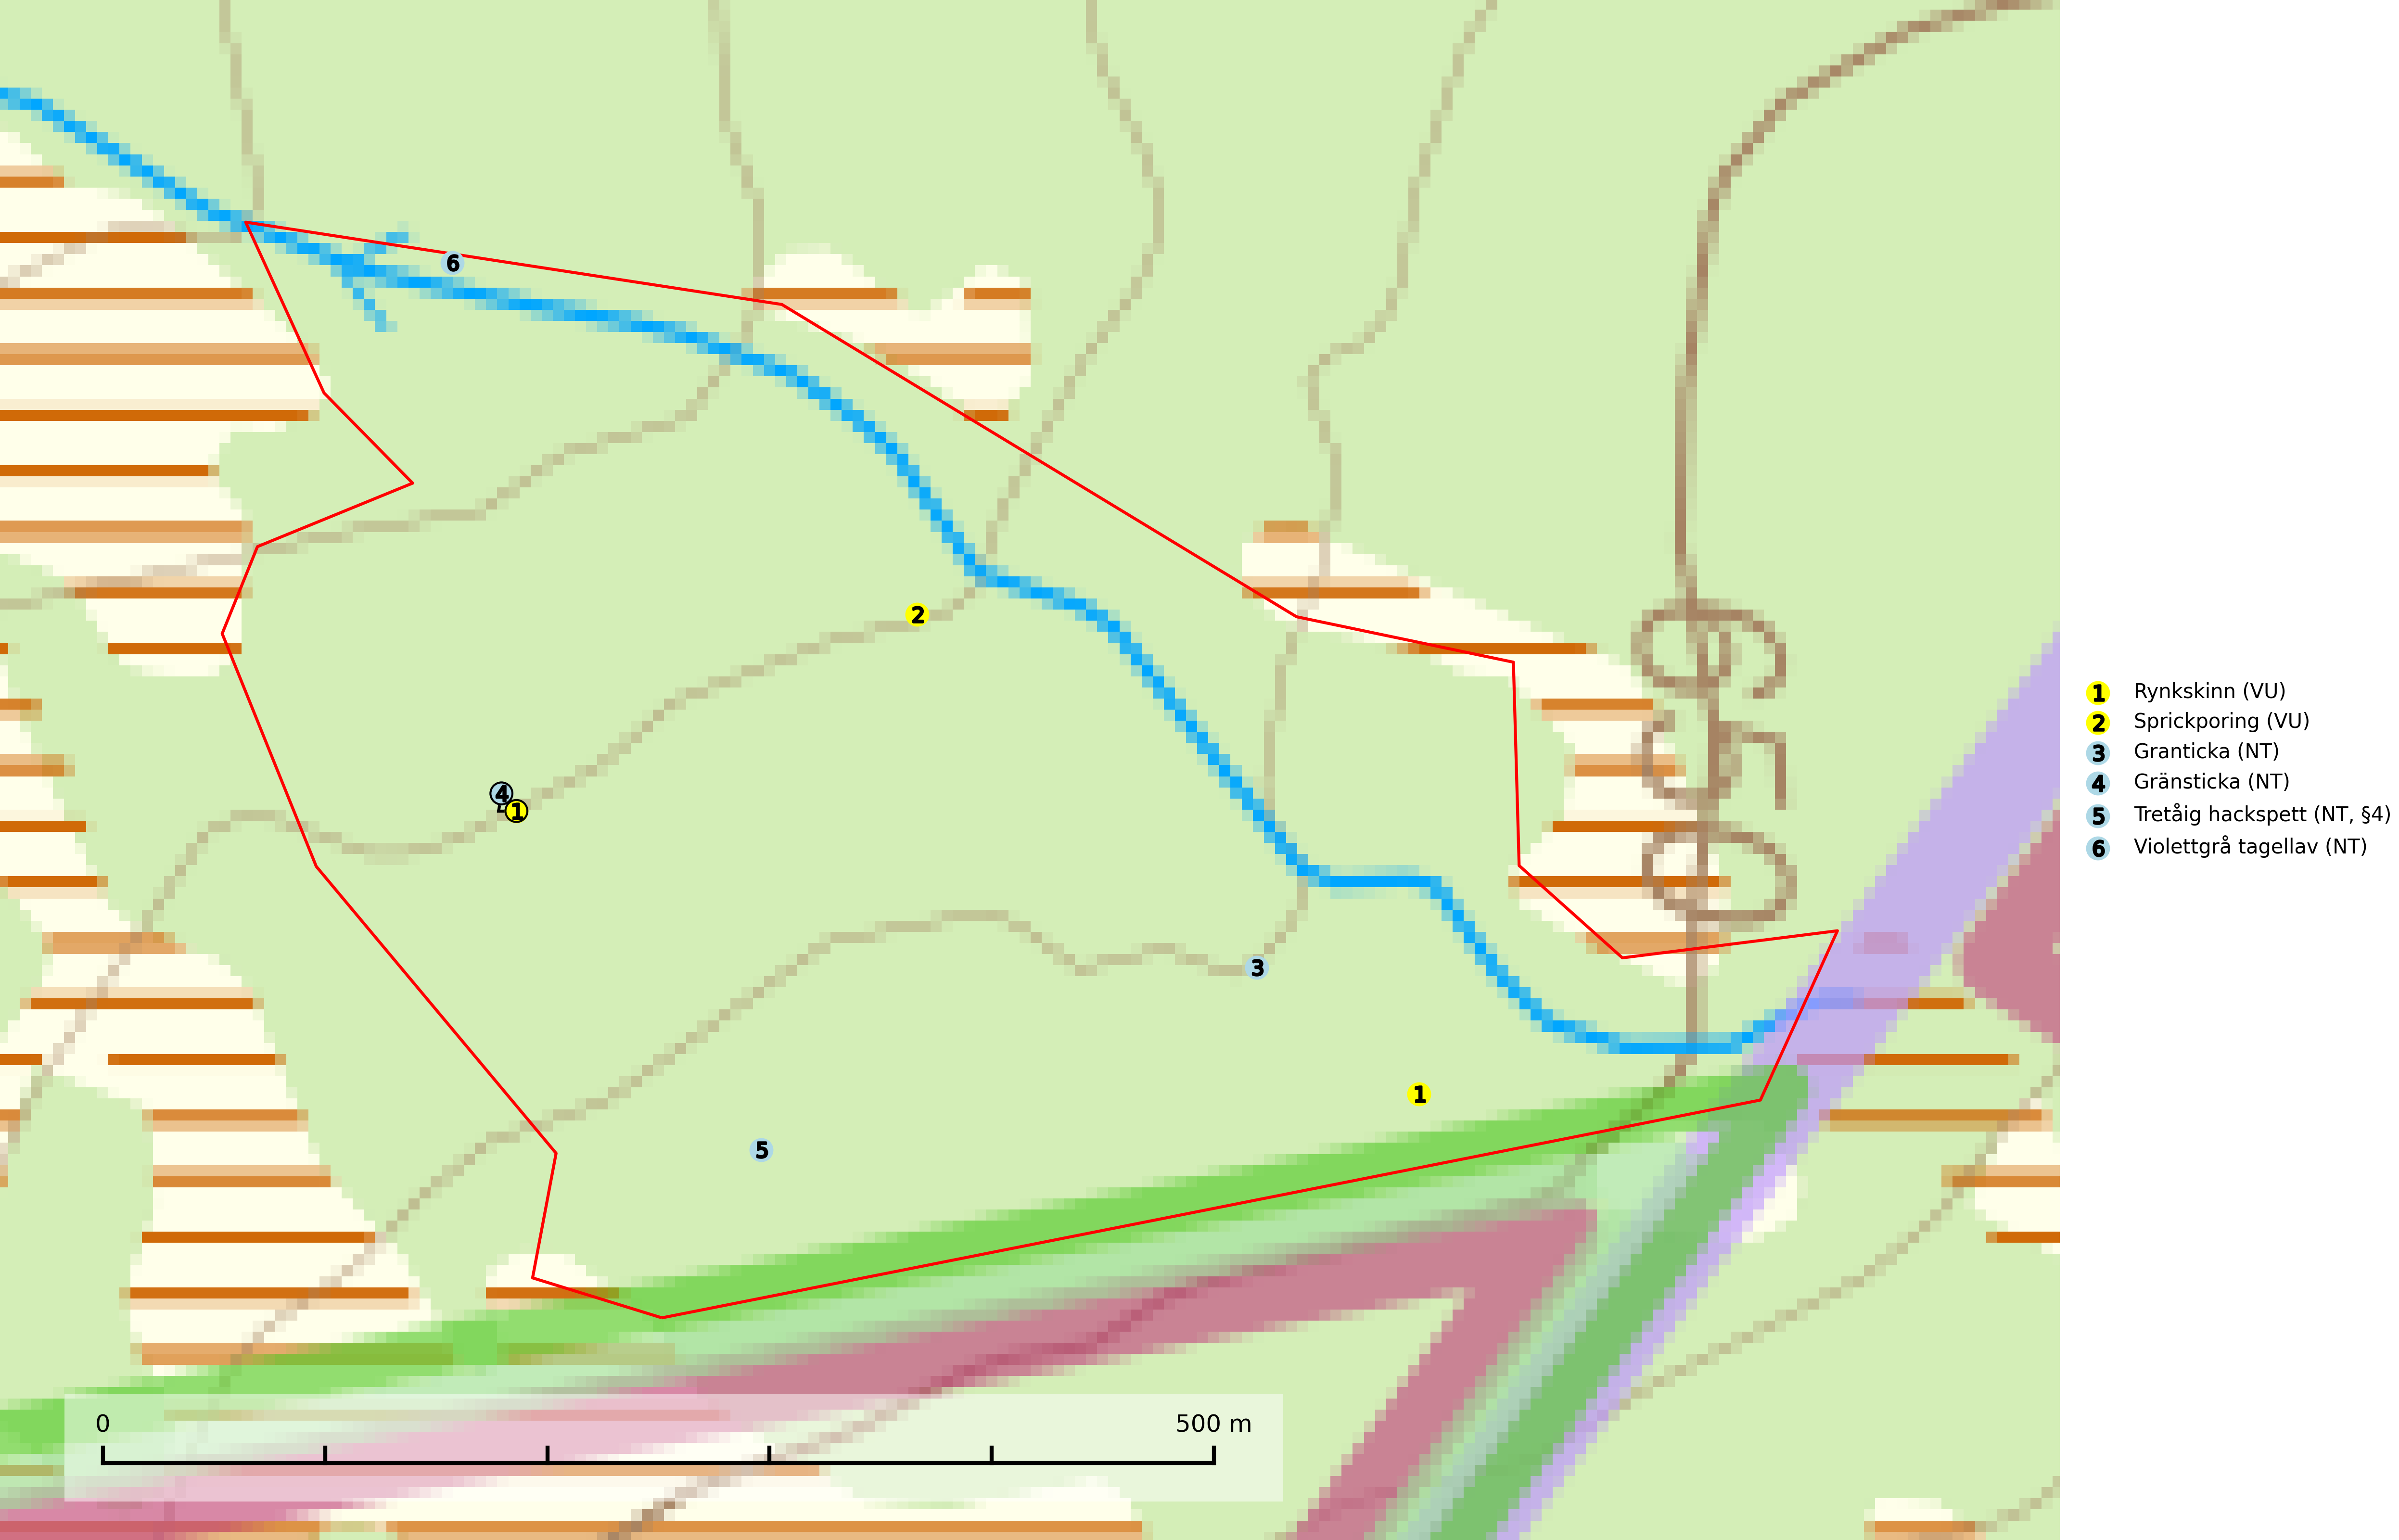 6
2
4
1
3
1
5
650
1 Rynkskinn (VU)
2 Sprickporing (VU)
3 Granticka (NT)
4 Gränsticka (NT)
5 Tretåig hackspett (NT, §4)
6 Violettgrå tagellav (NT)
0 500 m